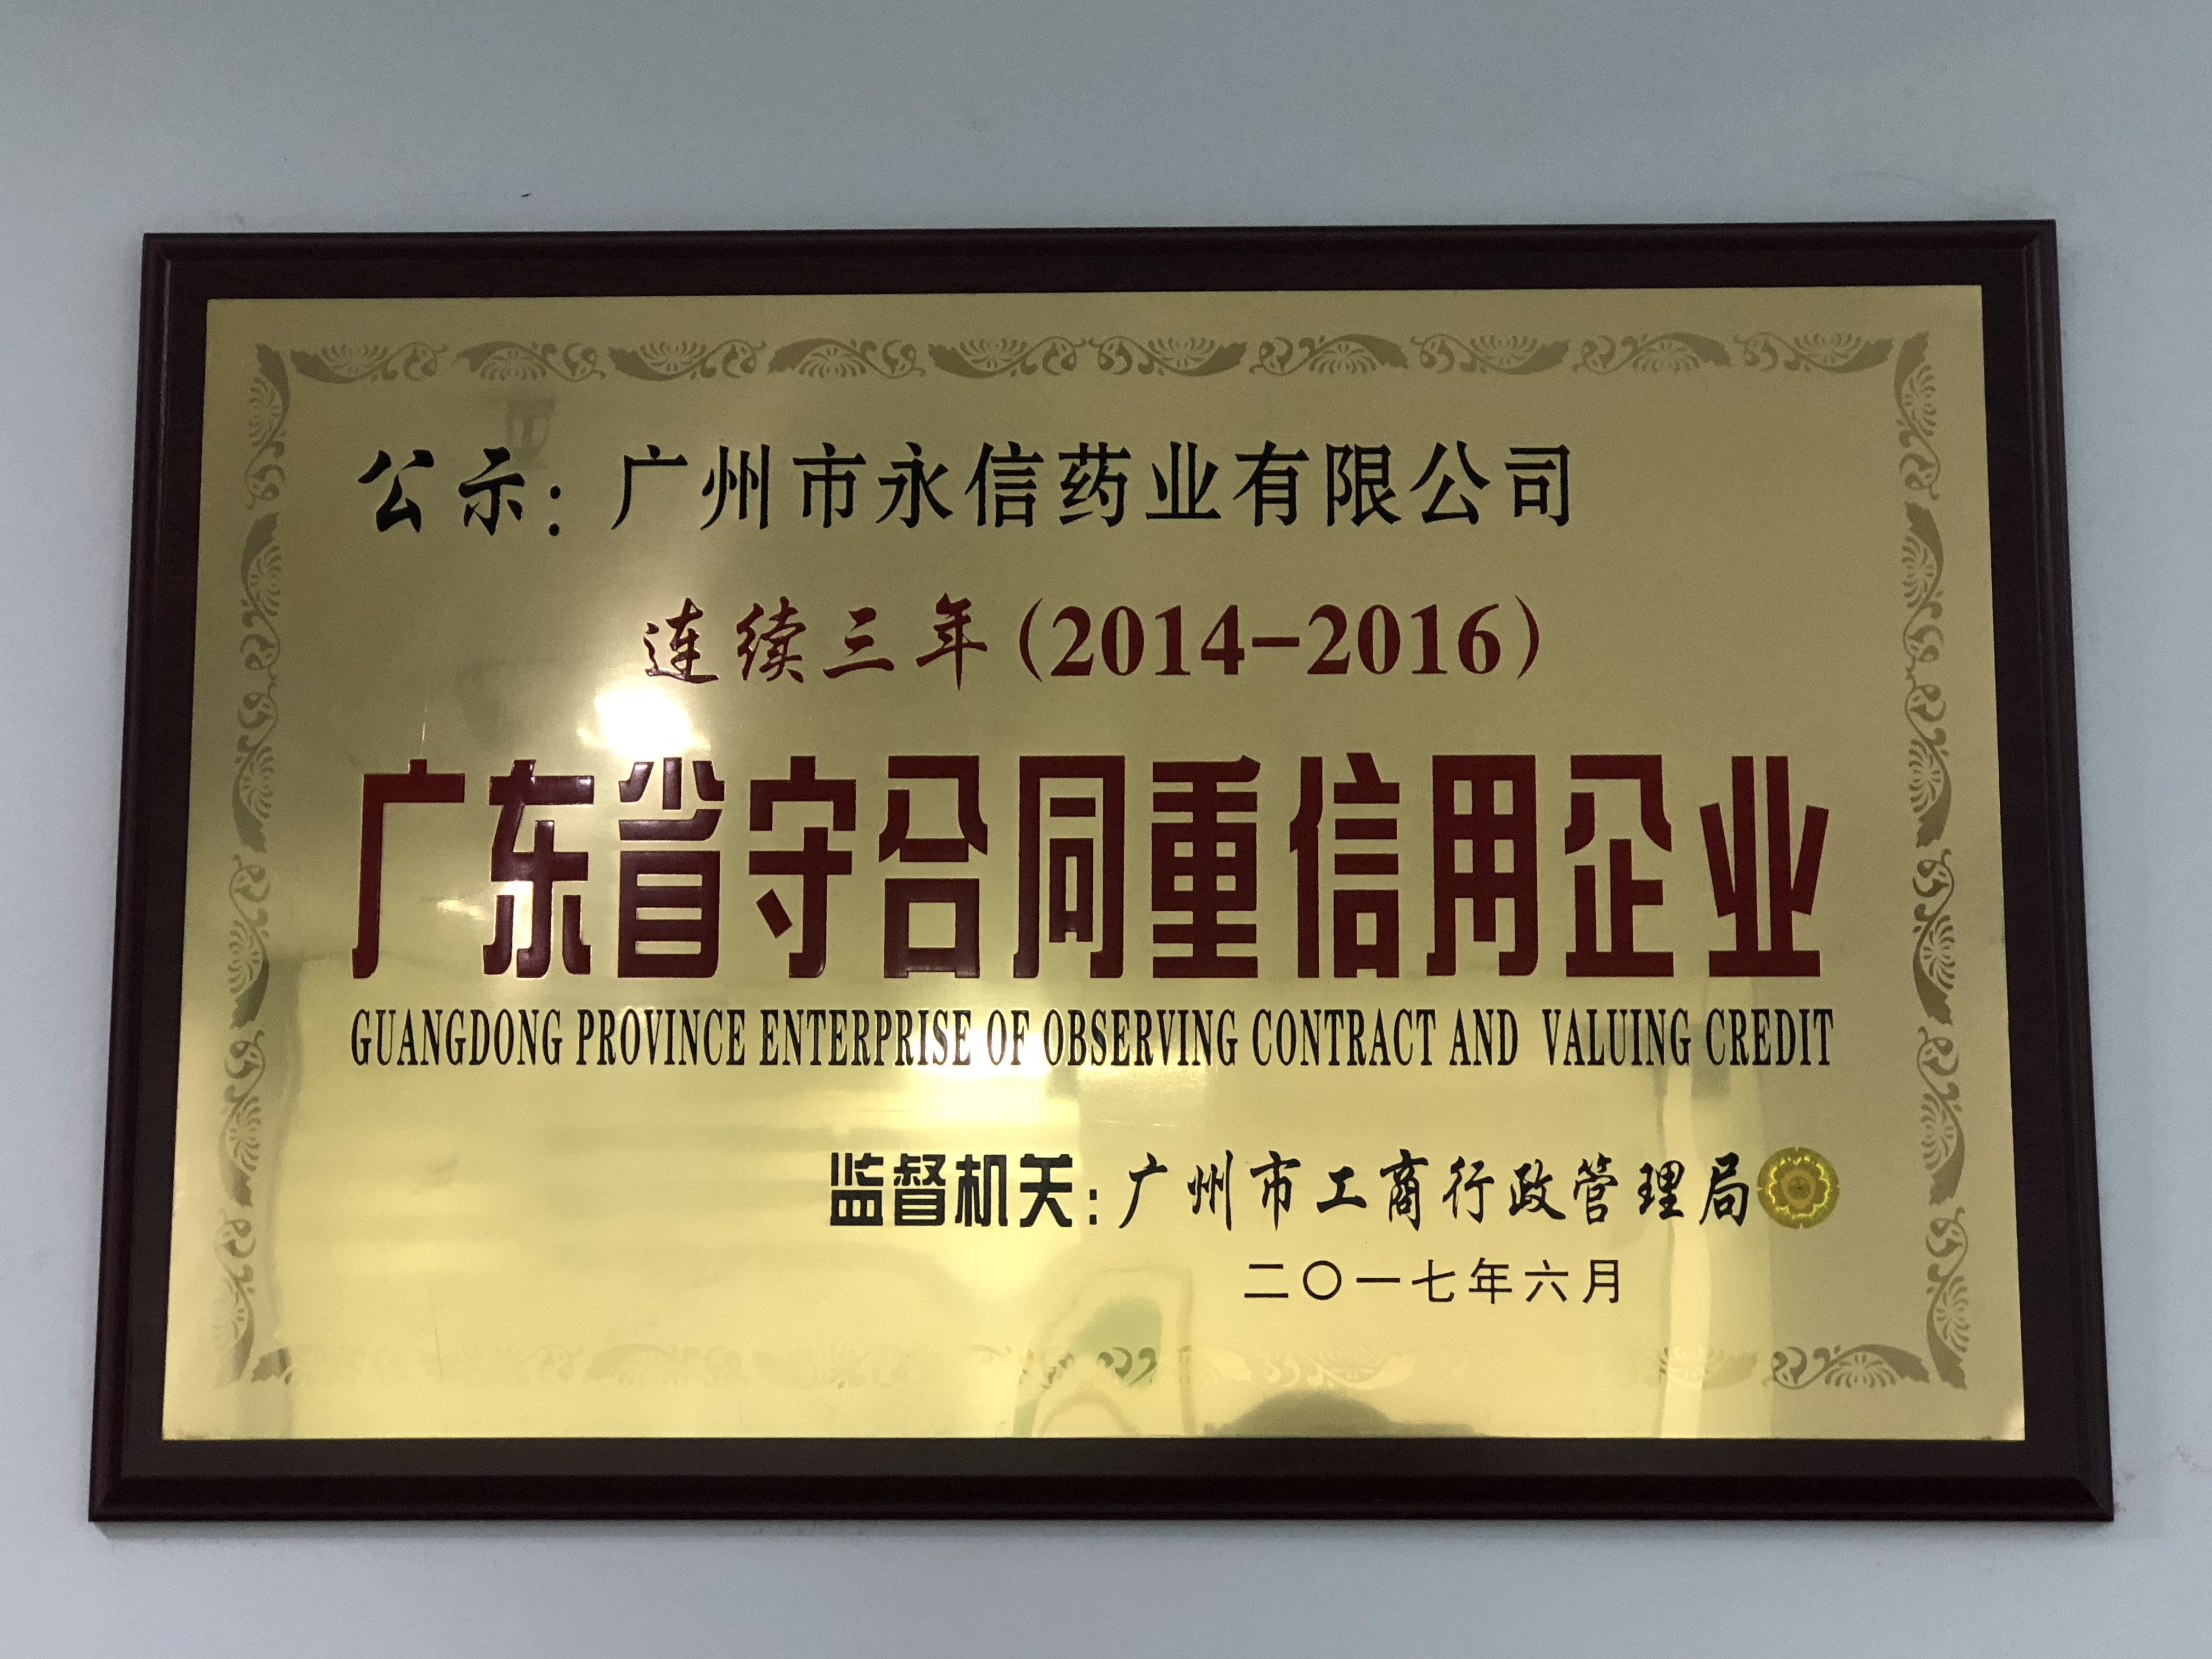 公示：广州市永信药业有限公司
连续三年（2014-2016）
广东省守合同重信用企业
GUANGDONG PROVINCE ENTERPRISE OF OBSERVING CONTRACT AND VALUING CREDIT
监督机关：广州市工商行政管理局
二〇一七年六月